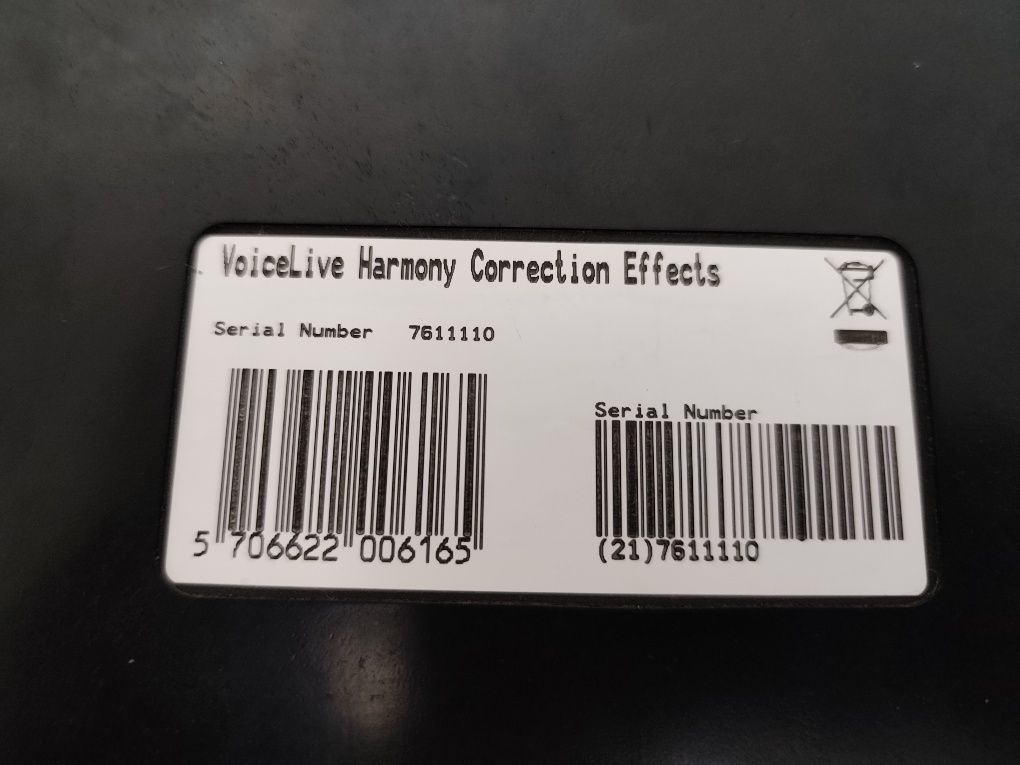 VoiceLive Harmony Correction Effects
Serial Number 7611110
5 706622 006165
Serial Number
(21)7611110